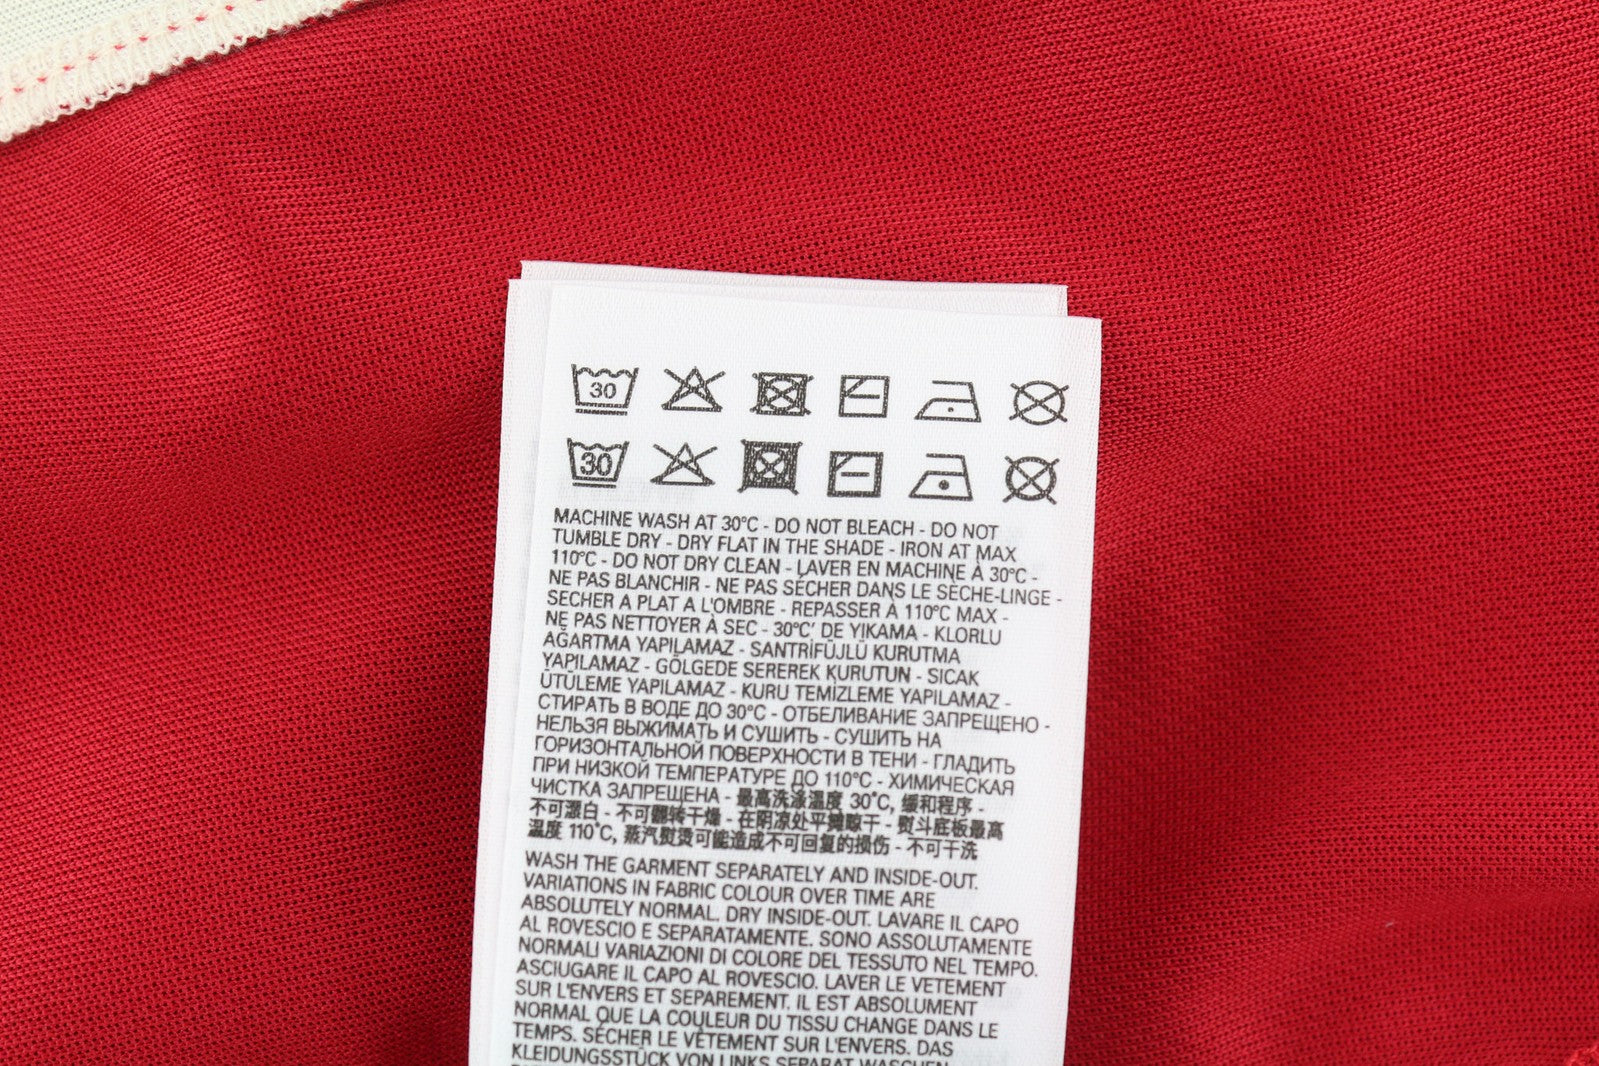 30
30
MACHINE WASH AT 30°C - DO NOT BLEACH - DO NOT
TUMBLE DRY - DRY FLAT IN THE SHADE - IRON AT MAX
110°C - DO NOT DRY CLEAN - LAVER EN MACHINE À 30°C -
NE PAS BLANCHIR - NE PAS SÉCHER DANS LE SÈCHE-LINGE -
SECHER A PLAT A L'OMBRE - REPASSER À 110°C MAX -
NE PAS NETTOYER À SEC - 30°C' DE YIKAMA - KLORLU
AĞARTMA YAPILAMAZ - SANTRİFÜJLÜ KURUTMA
YAPILAMAZ - GÖLGEDE SEREREK KURUTUN - SICAK
ÜTÜLEME YAPILAMAZ - KURU TEMİZLEME YAPILAMAZ -
СТИРАТЬ В ВОДЕ ДО 30°C - ОТБЕЛИВАНИЕ ЗАПРЕЩЕНО -
НЕЛЬЗЯ ВЫЖИМАТЬ И СУШИТЬ - СУШИТЬ НА
ГОРИЗОНТАЛЬНОЙ ПОВЕРХНОСТИ В ТЕНИ - ГЛАДИТЬ
ПРИ НИЗКОЙ ТЕМПЕРАТУРЕ ДО 110°C - ХИМИЧЕСКАЯ
ЧИСТКА ЗАПРЕЩЕНА - 最高洗涤温度 30°C, 缓和程序 -
不可漂白 - 不可翻转干燥 - 在阴凉处平摊晾干 - 熨斗底板最高
温度 110°C, 蒸汽熨烫可能造成不可回复的损伤 - 不可干洗
WASH THE GARMENT SEPARATELY AND INSIDE-OUT.
VARIATIONS IN FABRIC COLOUR OVER TIME ARE
ABSOLUTELY NORMAL. DRY INSIDE-OUT. LAVARE IL CAPO
AL ROVESCIO E SEPARATAMENTE. SONO ASSOLUTAMENTE
NORMALI VARIAZIONI DI COLORE DEL TESSUTO NEL TEMPO.
ASCIUGARE IL CAPO AL ROVESCIO. LAVER LE VETEMENT
SUR L'ENVERS ET SEPAREMENT. IL EST ABSOLUMENT
NORMAL QUE LA COULEUR DU TISSU CHANGE DANS LE
TEMPS. SÉCHER LE VÊTEMENT SUR L'ENVERS. DAS
KLEIDUNGSSTÜCK VON LINKS SEPARAT WASCHEN